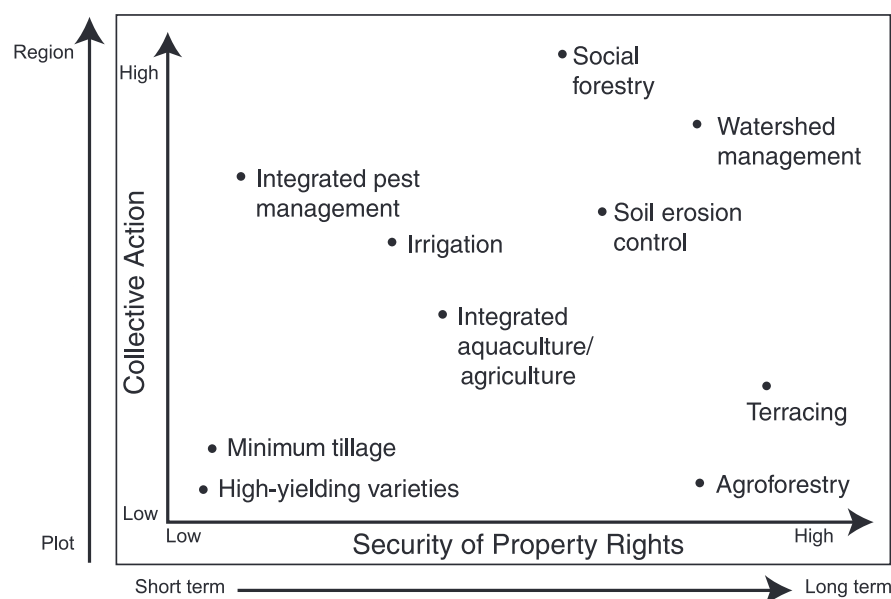 Region
High
Social
forestry
Watershed
management
Integrated pest
management
Soil erosion
control
Irrigation
Collective Action
Integrated
aquaculture/
agriculture
Terracing
Minimum tillage
High-yielding varieties
Agroforestry
Low
Plot
Low
Security of Property Rights
High
Short term
Long term